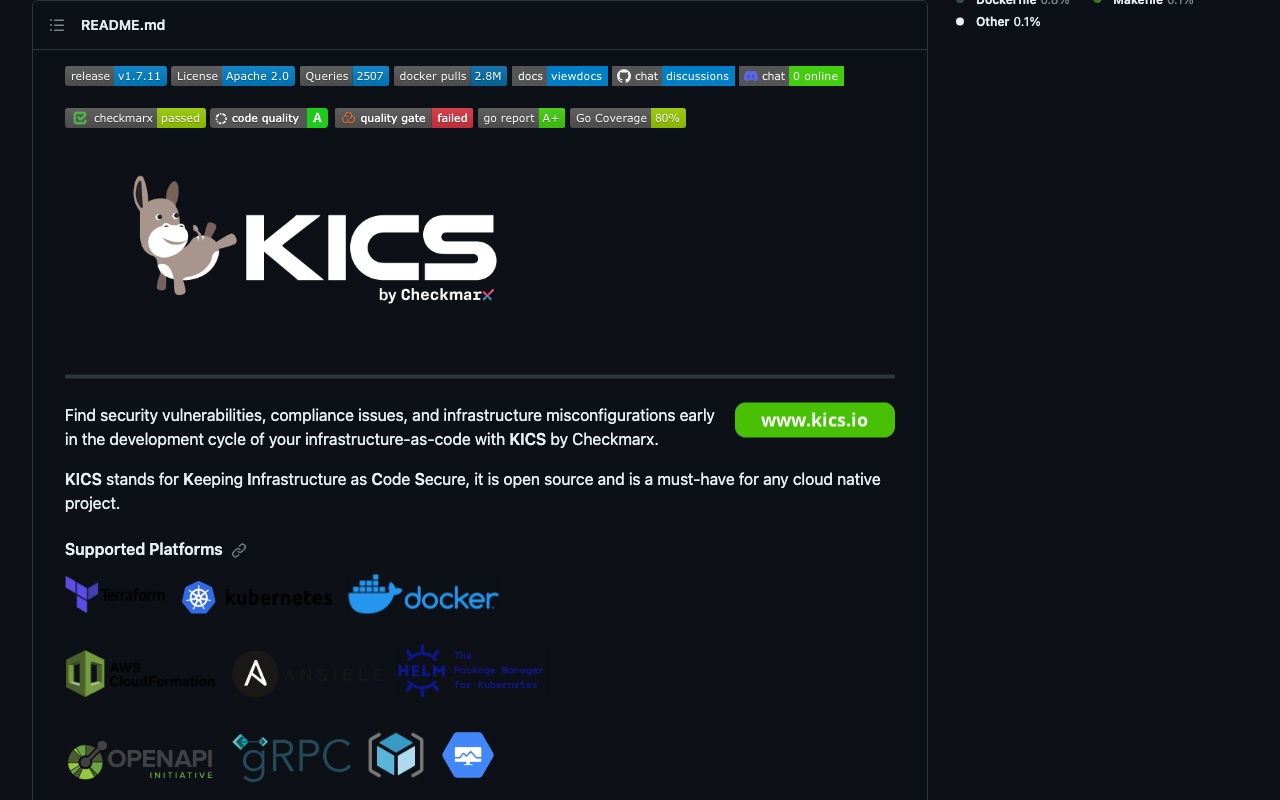 Dockerfile 0.8% Makefile 0.1%
Other 0.1%
README.md
release v1.7.11 License Apache 2.0 Queries 2507 docker pulls 2.8M docs viewdocs chat discussions chat 0 online
checkmarx passed code quality A quality gate failed go report A+ Go Coverage 80%
KICS
by Checkmarx
Find security vulnerabilities, compliance issues, and infrastructure misconfigurations early
in the development cycle of your infrastructure-as-code with KICS by Checkmarx.
www.kics.io
KICS stands for Keeping Infrastructure as Code Secure, it is open source and is a must-have for any cloud native
project.
Supported Platforms
Terraform kubernetes docker
AWS
CloudFormation
ANSIBLE
HELM
The
Package Manager
for Kubernetes
OPENAPI
INITIATIVE
gRPC